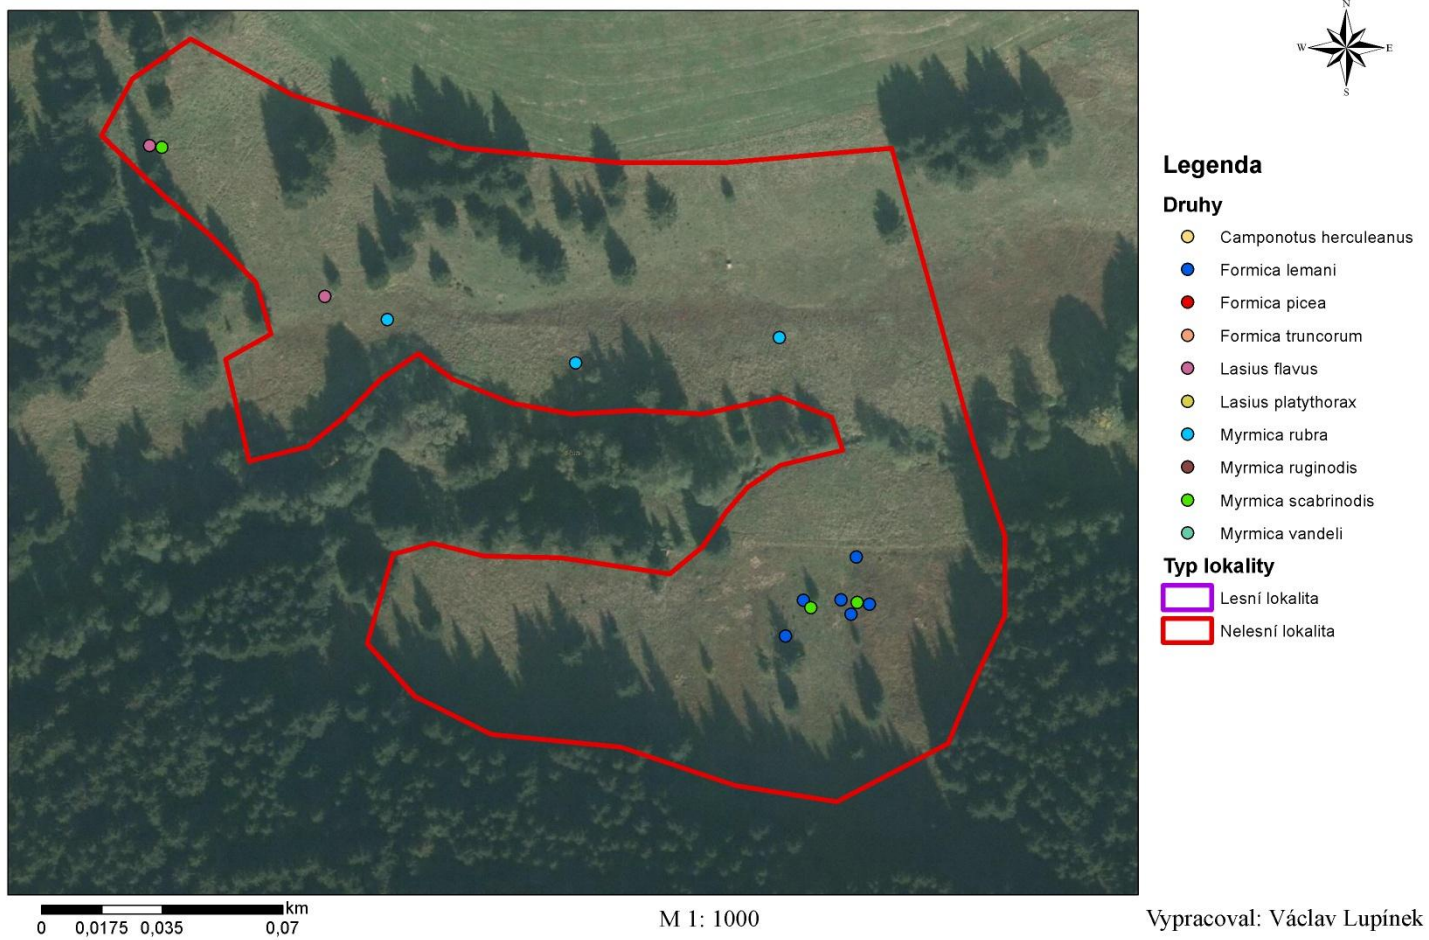 N
W
E
S
Legenda
Druhy
Camponotus herculeanus
Formica lemani
Formica picea
Formica truncorum
Lasius flavus
Lasius platythorax
Myrmica rubra
Myrmica ruginodis
Myrmica scabrinodis
Myrmica vandeli
Typ lokality
Lesní lokalita
Nelesní lokalita
km
0 0,0175 0,035 0,07
M 1: 1000
Vypracoval: Václav Lupínek